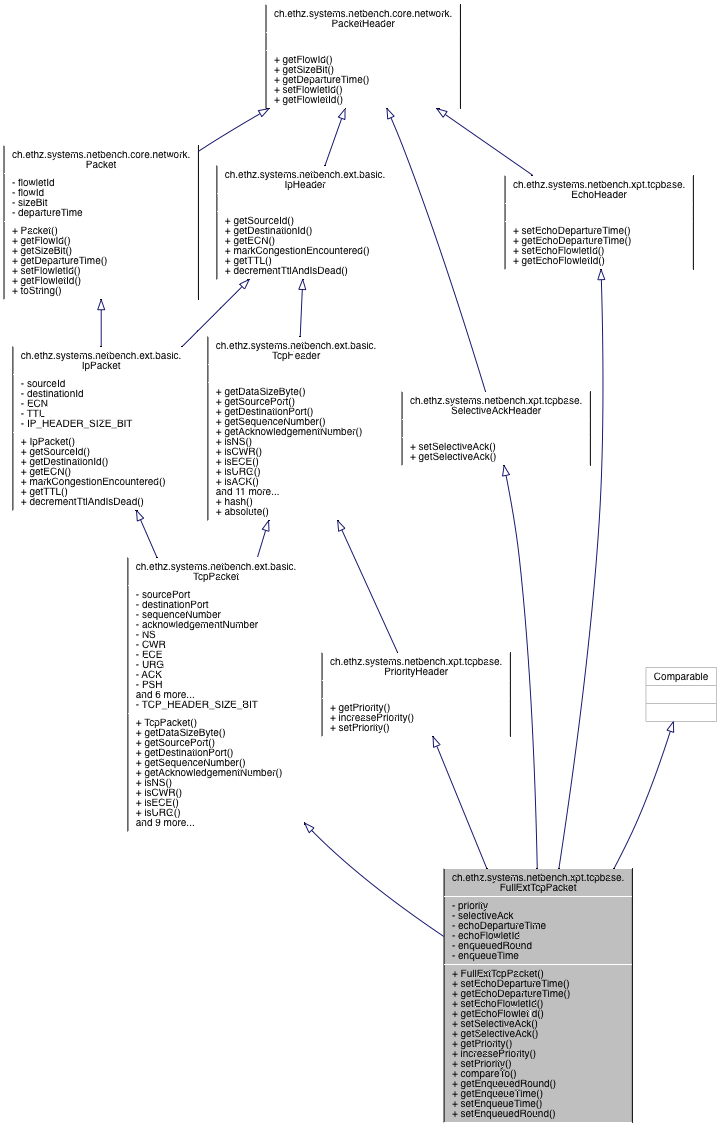 ch.ethz.systems.netbench.core.network.
PacketHeader
+ getFlowId()
+ getSizeBit()
+ getDepartureTime()
+ setFlowletId()
+ getFlowletId()
ch.ethz.systems.netbench.core.network.
Packet
- flowletId
- flowId
- sizeBit
- departureTime
+ Packet()
+ getFlowId()
+ getSizeBit()
+ getDepartureTime()
+ setFlowletId()
+ getFlowletId()
+ toString()
ch.ethz.systems.netbench.ext.basic.
IpHeader
+ getSourceId()
+ getDestinationId()
+ getECN()
+ markCongestionEncountered()
+ getTTL()
+ decrementTtlAndIsDead()
ch.ethz.systems.netbench.xpt.tcpbase.
EchoHeader
+ setEchoDepartureTime()
+ getEchoDepartureTime()
+ setEchoFlowletId()
+ getEchoFlowletId()
ch.ethz.systems.netbench.ext.basic.
IpPacket
- sourceId
- destinationId
- ECN
- TTL
- IP_HEADER_SIZE_BIT
+ IpPacket()
+ getSourceId()
+ getDestinationId()
+ getECN()
+ markCongestionEncountered()
+ getTTL()
+ decrementTtlAndIsDead()
ch.ethz.systems.netbench.ext.basic.
TcpHeader
+ getDataSizeByte()
+ getSourcePort()
+ getDestinationPort()
+ getSequenceNumber()
+ getAcknowledgementNumber()
+ isNS()
+ isCWR()
+ isECE()
+ isURG()
+ isACK()
and 11 more...
+ hash()
+ absolute()
ch.ethz.systems.netbench.xpt.tcpbase.
SelectiveAckHeader
+ setSelectiveAck()
+ getSelectiveAck()
ch.ethz.systems.netbench.ext.basic.
TcpPacket
- sourcePort
- destinationPort
- sequenceNumber
- acknowledgementNumber
- NS
- CWR
- ECE
- URG
- ACK
- PSH
and 6 more...
- TCP_HEADER_SIZE_BIT
+ TcpPacket()
+ getDataSizeByte()
+ getSourcePort()
+ getDestinationPort()
+ getSequenceNumber()
+ getAcknowledgementNumber()
+ isNS()
+ isCWR()
+ isECE()
+ isURG()
and 9 more...
ch.ethz.systems.netbench.xpt.tcpbase.
PriorityHeader
+ getPriority()
+ increasePriority()
+ setPriority()
Comparable
ch.ethz.systems.netbench.xpt.tcpbase.
FullExtTcpPacket
- priority
- selectiveAck
- echoDepartureTime
- echoFlowletId
- enqueuedRound
- enqueueTime
+ FullExtTcpPacket()
+ setEchoDepartureTime()
+ getEchoDepartureTime()
+ setEchoFlowletId()
+ getEchoFlowletId()
+ setSelectiveAck()
+ getSelectiveAck()
+ getPriority()
+ increasePriority()
+ setPriority()
+ compareTo()
+ getEnqueuedRound()
+ getEnqueueTime()
+ setEnqueueTime()
+ setEnqueuedRound()